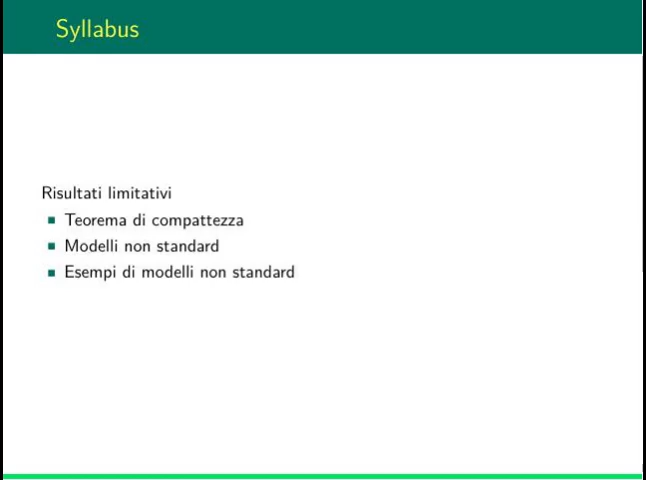 Syllabus
Risultati limitativi
Teorema di compattezza
Modelli non standard
Esempi di modelli non standard